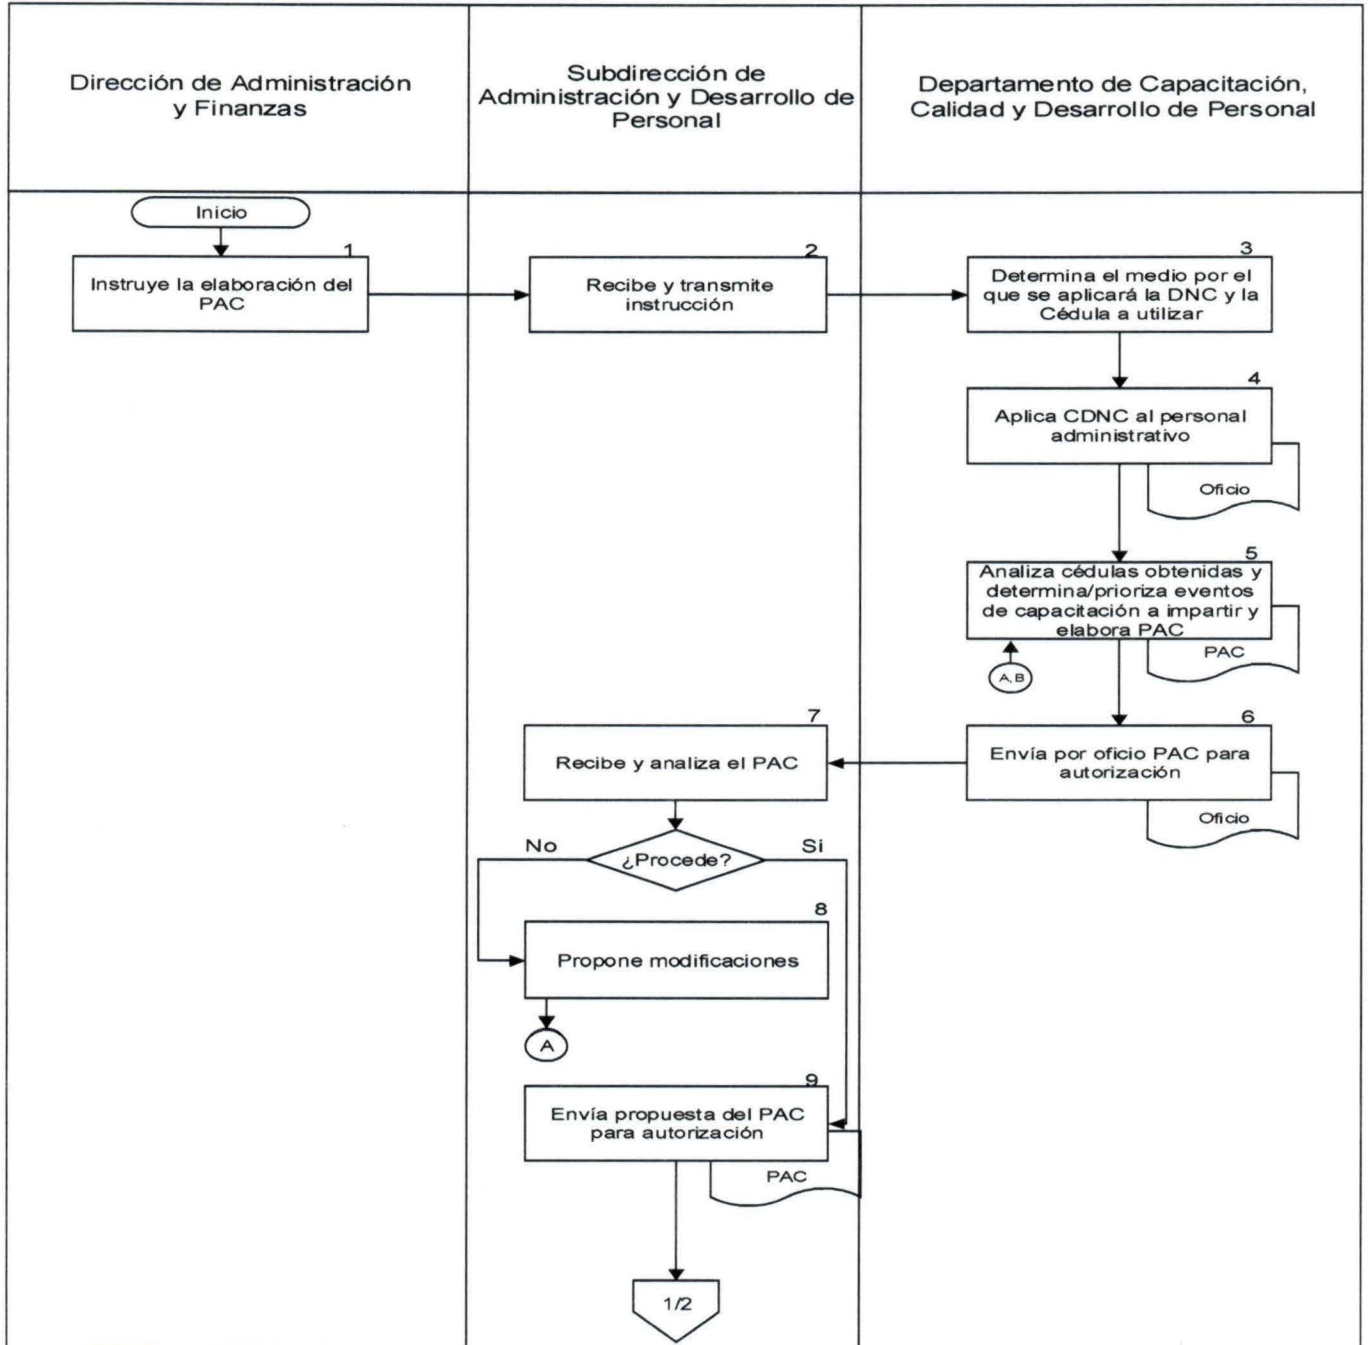 Dirección de Administración
y Finanzas
Subdirección de
Administración y Desarrollo de
Personal
Departamento de Capacitación,
Calidad y Desarrollo de Personal
Inicio
1
Instruye la elaboración del
PAC
2
Recibe y transmite
instrucción
3
Determina el medio por el
que se aplicará la DNC y la
Cédula a utilizar
4
Aplica CDNC al personal
administrativo
Oficio
5
Analiza cédulas obtenidas y
determina/prioriza eventos
de capacitación a impartir y
elabora PAC
PAC
A, B
6
Envía por oficio PAC para
autorización
Oficio
7
Recibe y analiza el PAC
No
¿Procede?
Si
8
Propone modificaciones
A
9
Envía propuesta del PAC
para autorización
PAC
1/2